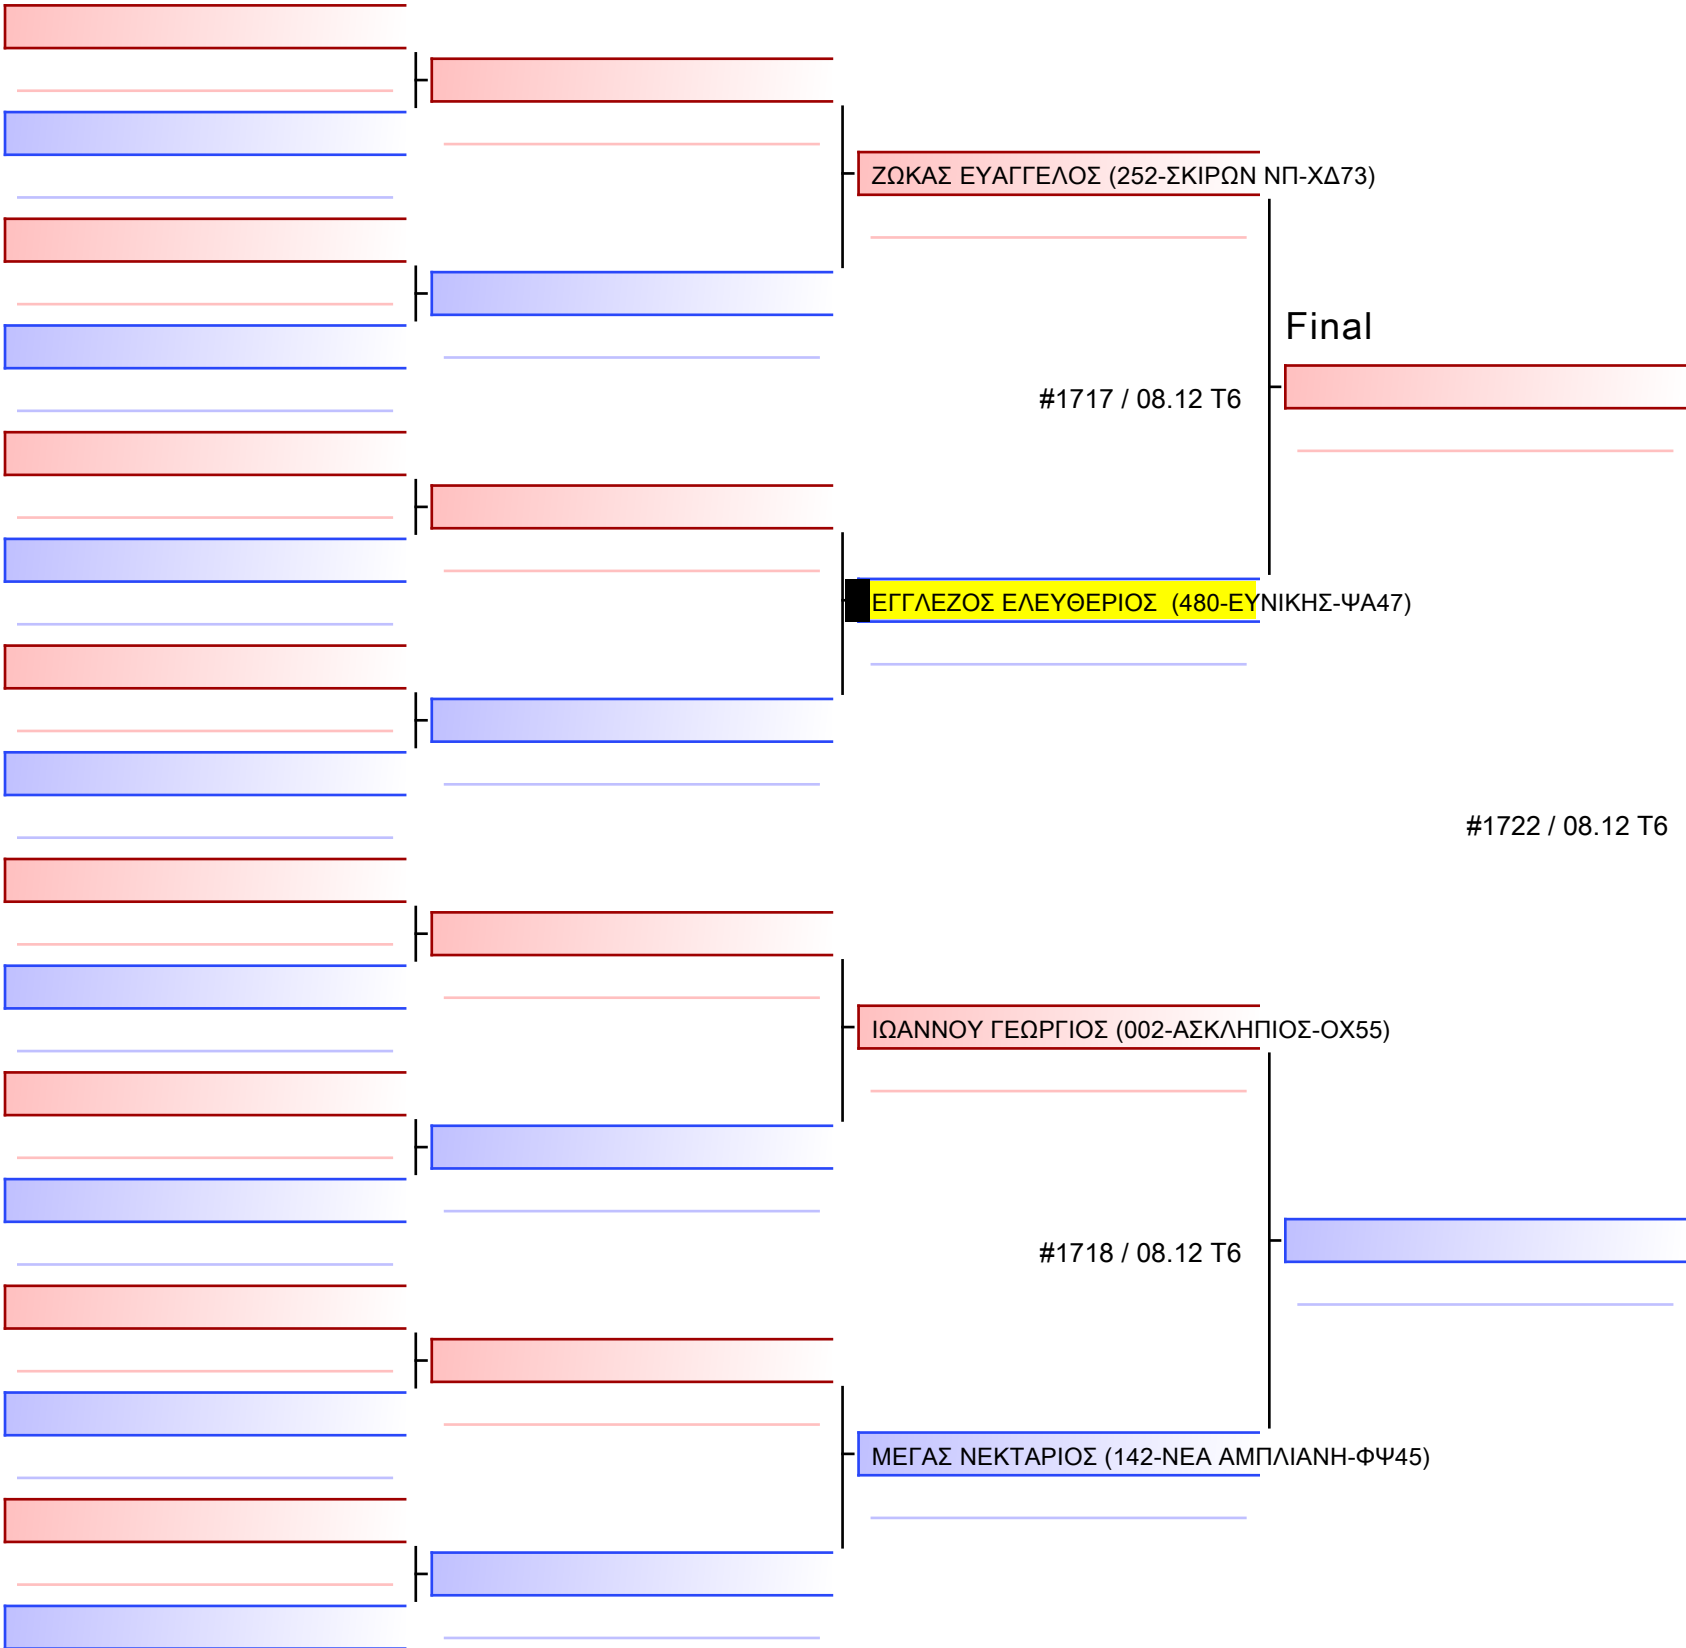 ΖΩΚΑΣ ΕΥΑΓΓΕΛΟΣ (252-ΣΚΙΡΩΝ ΝΠ-ΧΔ73)
Final
#1717 / 08.12 T6
ΕΓΓΛΕΖΟΣ ΕΛΕΥΘΕΡΙΟΣ (480-ΕΥΝΙΚΗΣ-ΨΑ47)
#1722 / 08.12 T6
ΙΩΑΝΝΟΥ ΓΕΩΡΓΙΟΣ (002-ΑΣΚΛΗΠΙΟΣ-ΟΧ55)
#1718 / 08.12 T6
ΜΕΓΑΣ ΝΕΚΤΑΡΙΟΣ (142-ΝΕΑ ΑΜΠΛΙΑΝΗ-ΦΨ45)